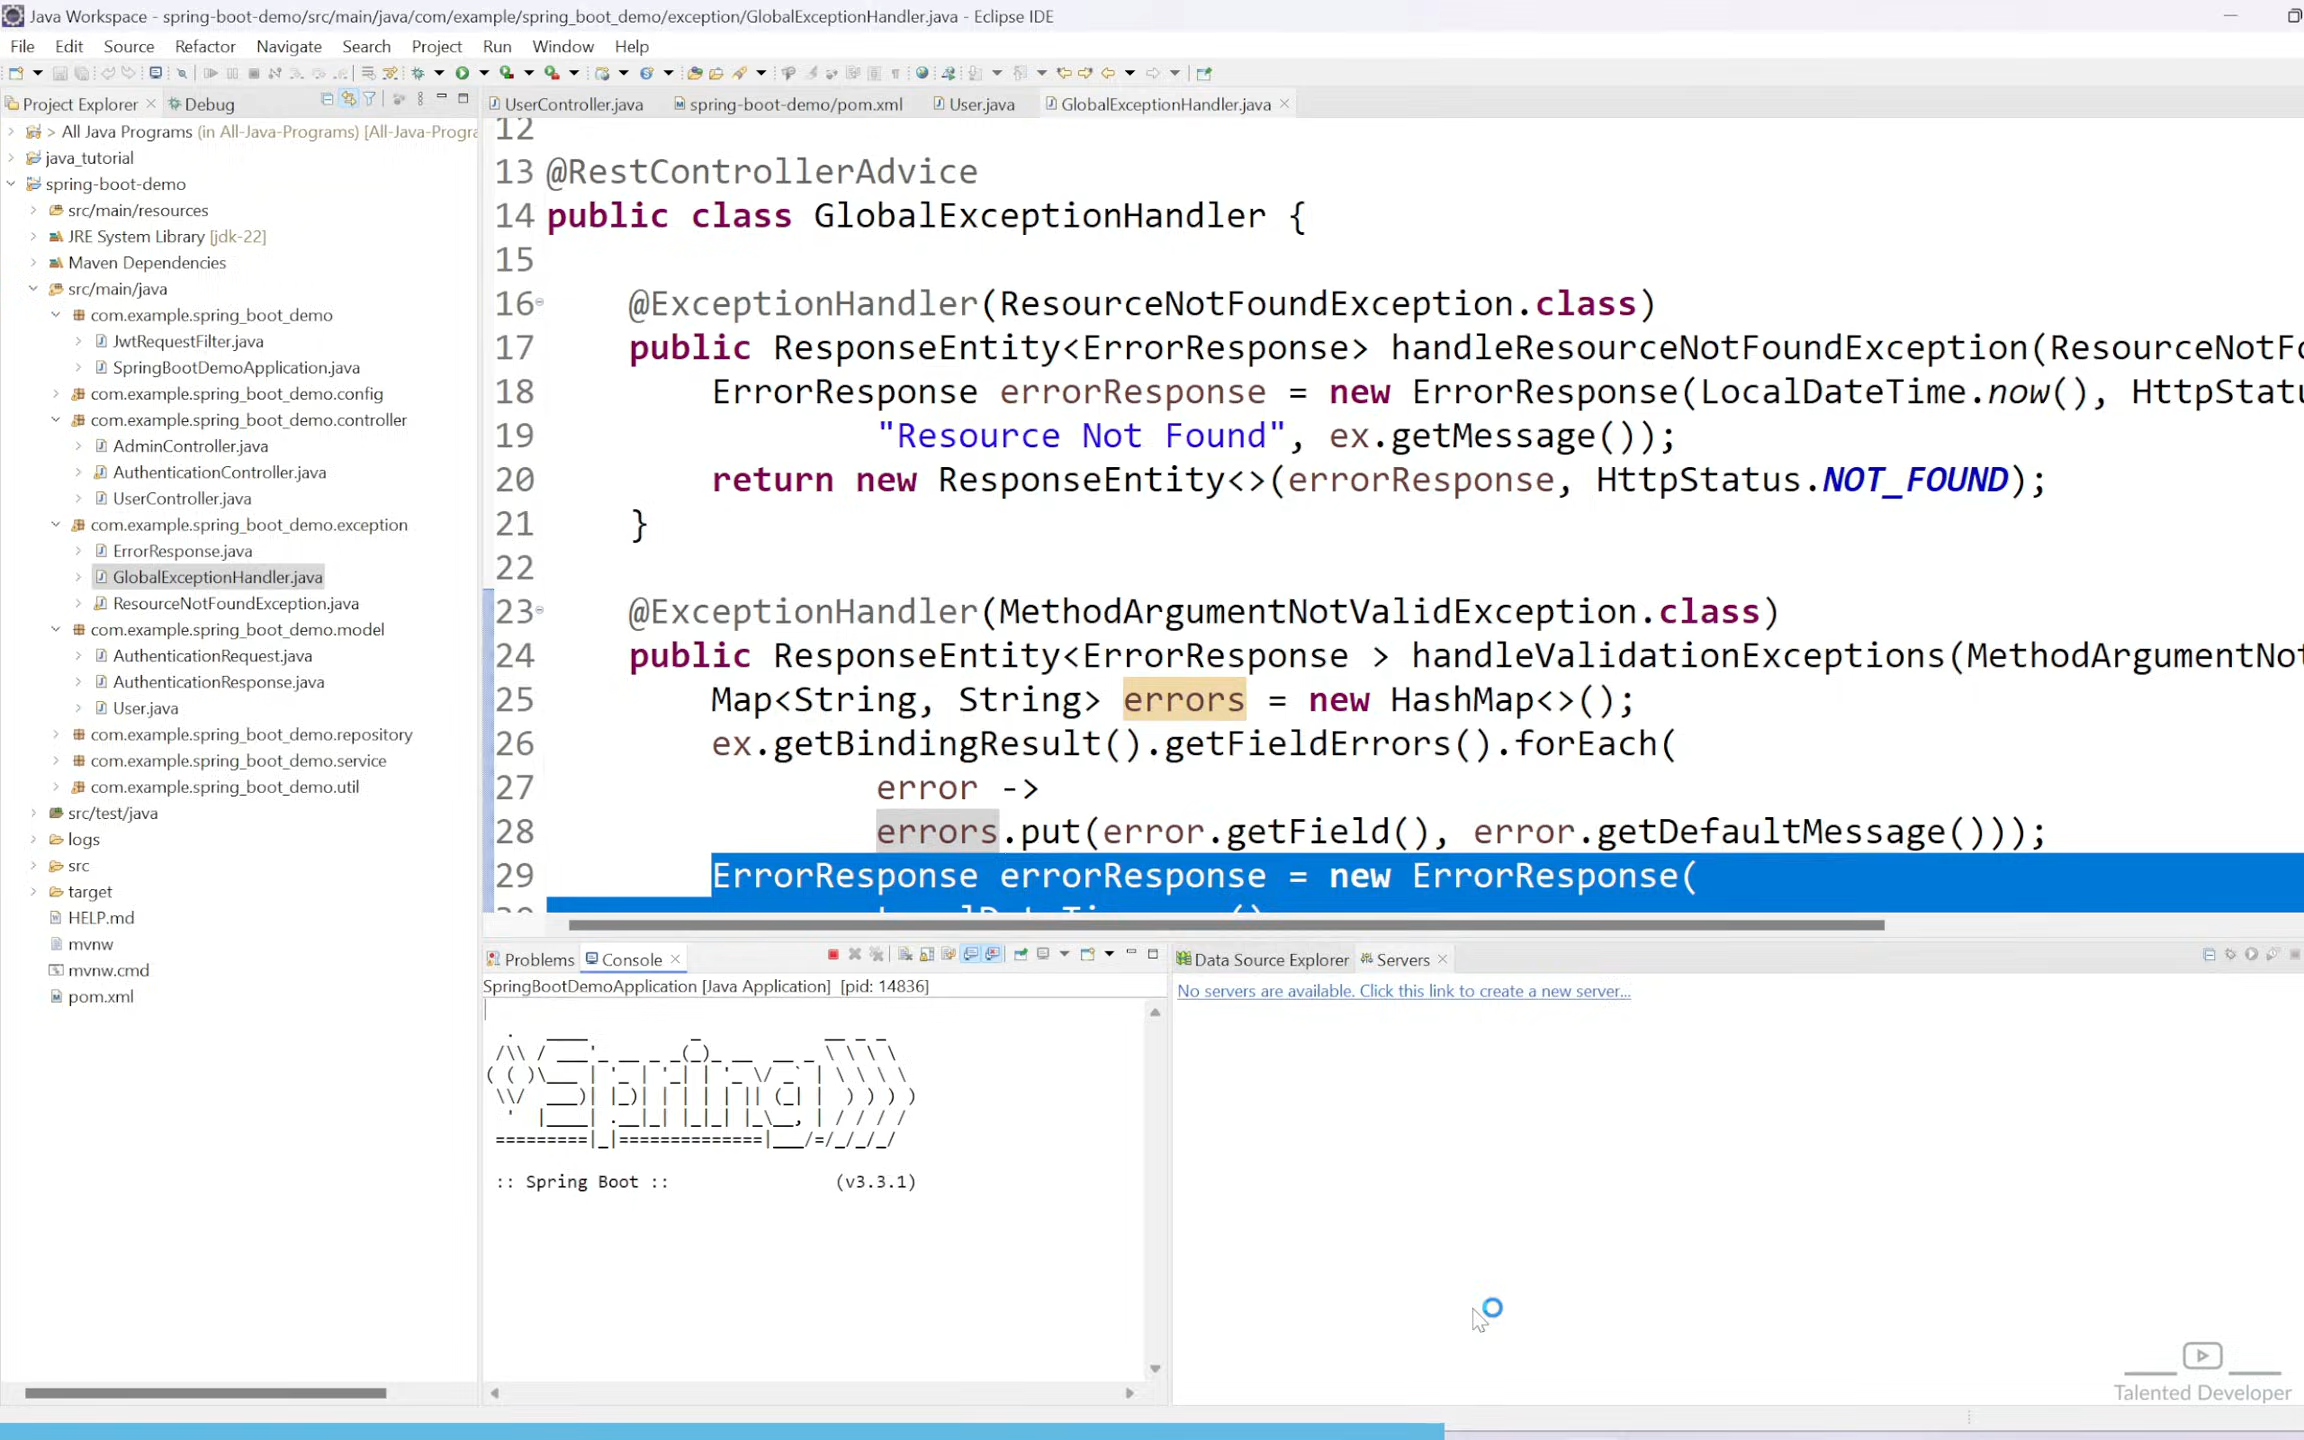 Java Workspace - spring-boot-demo/src/main/java/com/example/spring_boot_demo/exception/GlobalExceptionHandler.java - Eclipse IDE
File Edit Source Refactor Navigate Search Project Run Window Help
Project Explorer Debug
> All Java Programs (in All-Java-Programs) [All-Java-Progra
java_tutorial
spring-boot-demo
src/main/resources
JRE System Library [jdk-22]
Maven Dependencies
src/main/java
com.example.spring_boot_demo
JwtRequestFilter.java
SpringBootDemoApplication.java
com.example.spring_boot_demo.config
com.example.spring_boot_demo.controller
AdminController.java
AuthenticationController.java
UserController.java
com.example.spring_boot_demo.exception
ErrorResponse.java
GlobalExceptionHandler.java
ResourceNotFoundException.java
com.example.spring_boot_demo.model
AuthenticationRequest.java
AuthenticationResponse.java
User.java
com.example.spring_boot_demo.repository
com.example.spring_boot_demo.service
com.example.spring_boot_demo.util
src/test/java
logs
src
target
HELP.md
mvnw
mvnw.cmd
pom.xml
UserController.java spring-boot-demo/pom.xml User.java GlobalExceptionHandler.java
12
13 @RestControllerAdvice
14 public class GlobalExceptionHandler {
15
16 @ExceptionHandler(ResourceNotFoundException.class)
17 public ResponseEntity<ErrorResponse> handleResourceNotFoundException(ResourceNotFo
18 ErrorResponse errorResponse = new ErrorResponse(LocalDateTime.now(), HttpStatu
19 "Resource Not Found", ex.getMessage());
20 return new ResponseEntity<>(errorResponse, HttpStatus.NOT_FOUND);
21 }
22
23 @ExceptionHandler(MethodArgumentNotValidException.class)
24 public ResponseEntity<ErrorResponse > handleValidationExceptions(MethodArgumentNot
25 Map<String, String> errors = new HashMap<>();
26 ex.getBindingResult().getFieldErrors().forEach(
27 error ->
28 errors.put(error.getField(), error.getDefaultMessage()));
29 ErrorResponse errorResponse = new ErrorResponse(
Problems Console
SpringBootDemoApplication [Java Application] [pid: 14836]
:: Spring Boot :: (v3.3.1)
Data Source Explorer Servers
No servers are available. Click this link to create a new server...
Talented Developer